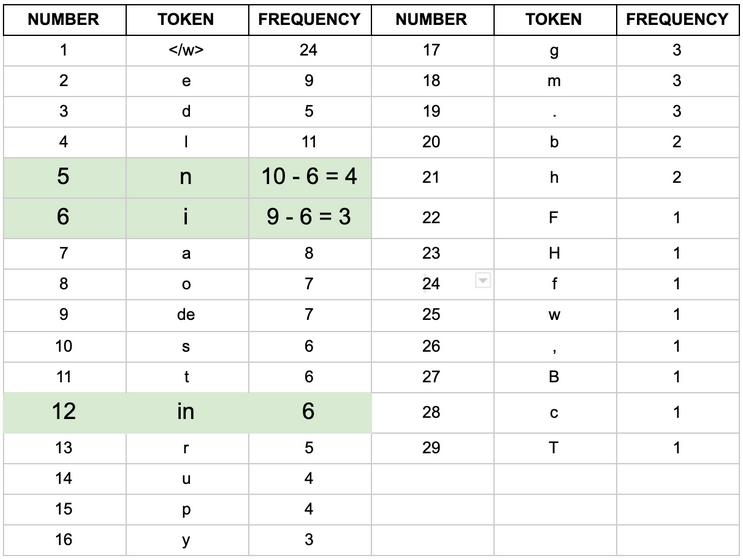 NUMBER TOKEN FREQUENCY NUMBER TOKEN FREQUENCY
1 </w> 24 17 g 3
2 e 9 18 m 3
3 d 5 19 . 3
4 l 11 20 b 2
5 n 10 - 6 = 4 21 h 2
6 i 9 - 6 = 3 22 F 1
7 a 8 23 H 1
8 o 7 24 f 1
9 de 7 25 w 1
10 s 6 26 , 1
11 t 6 27 B 1
12 in 6 28 c 1
13 r 5 29 T 1
14 u 4
15 p 4
16 y 3